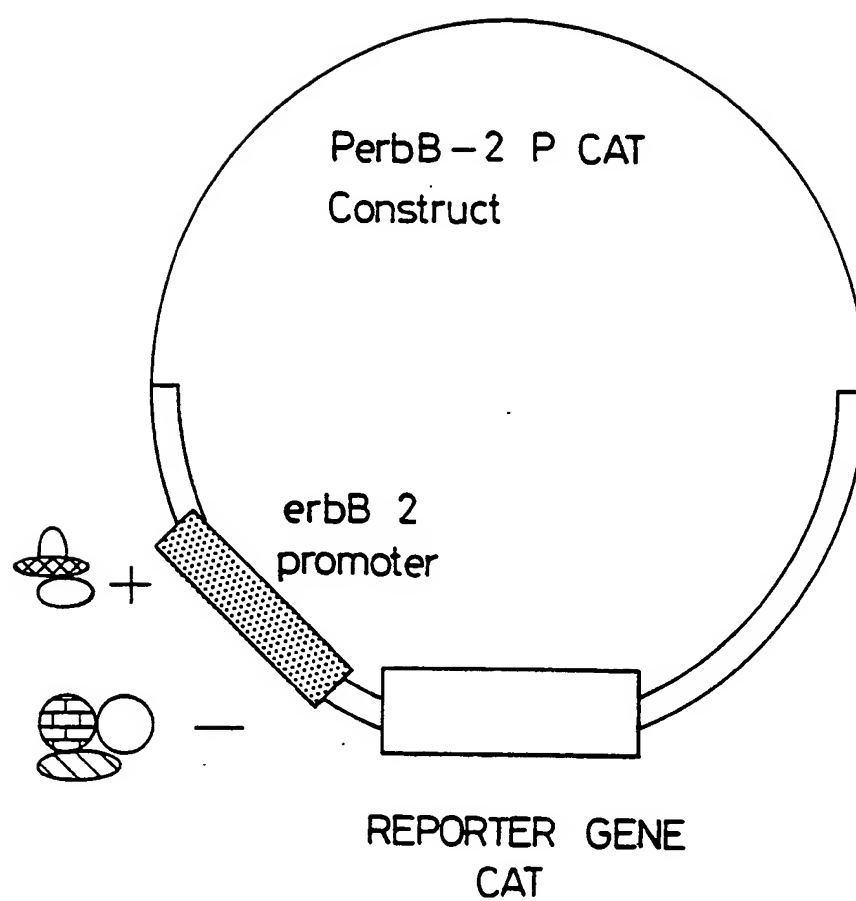 PerbB-2 P CAT
Construct
erbB 2
promoter
+
-
REPORTER GENE
CAT